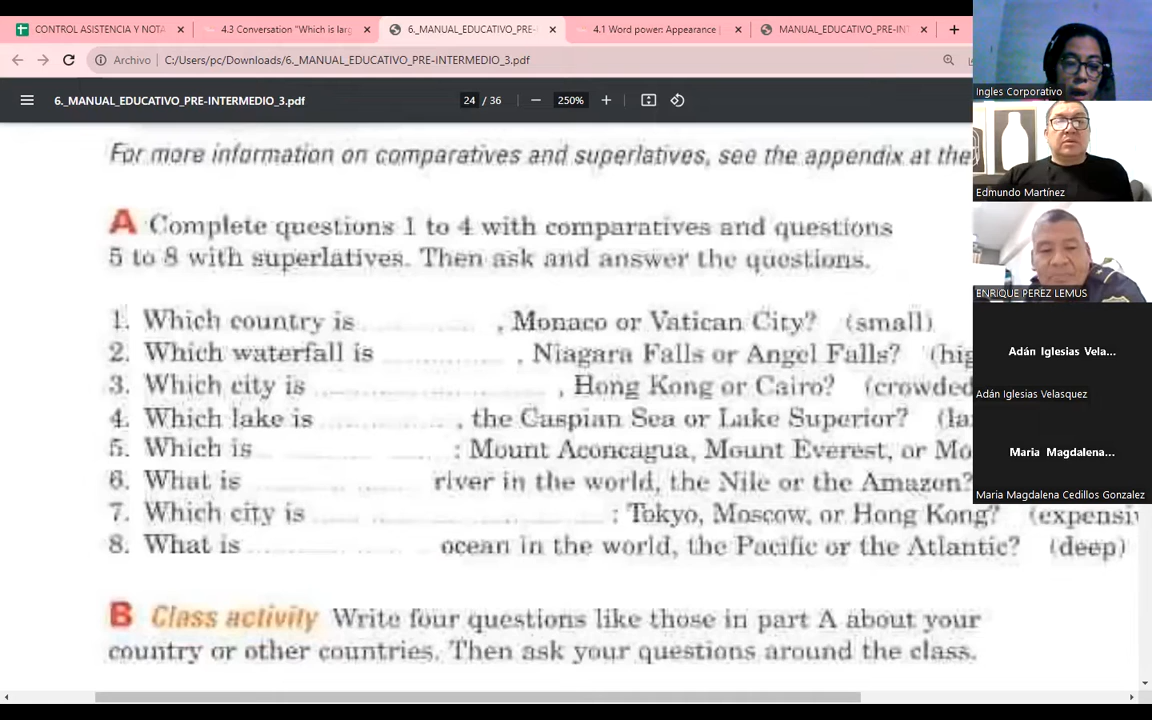 CONTROL ASISTENCIA Y NOTA
4.3 Conversation "Which is larg
6._MANUAL_EDUCATIVO_PRE-
4.1 Word power: Appearance
MANUAL_EDUCATIVO_PRE-INT
Archivo
C:/Users/pc/Downloads/6._MANUAL_EDUCATIVO_PRE-INTERMEDIO_3.pdf
6._MANUAL_EDUCATIVO_PRE-INTERMEDIO_3.pdf
24 / 36
250%
For more information on comparatives and superlatives, see the appendix at the
A Complete questions 1 to 4 with comparatives and questions
5 to 8 with superlatives. Then ask and answer the questions.
1. Which country is , Monaco or Vatican City? (small)
2. Which waterfall is , Niagara Falls or Angel Falls? (hig
3. Which city is , Hong Kong or Cairo? (crowded
4. Which lake is , the Caspian Sea or Lake Superior? (la
5. Which is : Mount Aconcagua, Mount Everest, or Mo
6. What is river in the world, the Nile or the Amazon?
7. Which city is : Tokyo, Moscow, or Hong Kong? (expensi
8. What is ocean in the world, the Pacific or the Atlantic? (deep)
B Class activity Write four questions like those in part A about your
country or other countries. Then ask your questions around the class.
Ingles Corporativo
Edmundo Martínez
ENRIQUE PEREZ LEMUS
Adán Iglesias Vela...
Adán Iglesias Velasquez
Maria Magdalena...
Maria Magdalena Cedillos Gonzalez